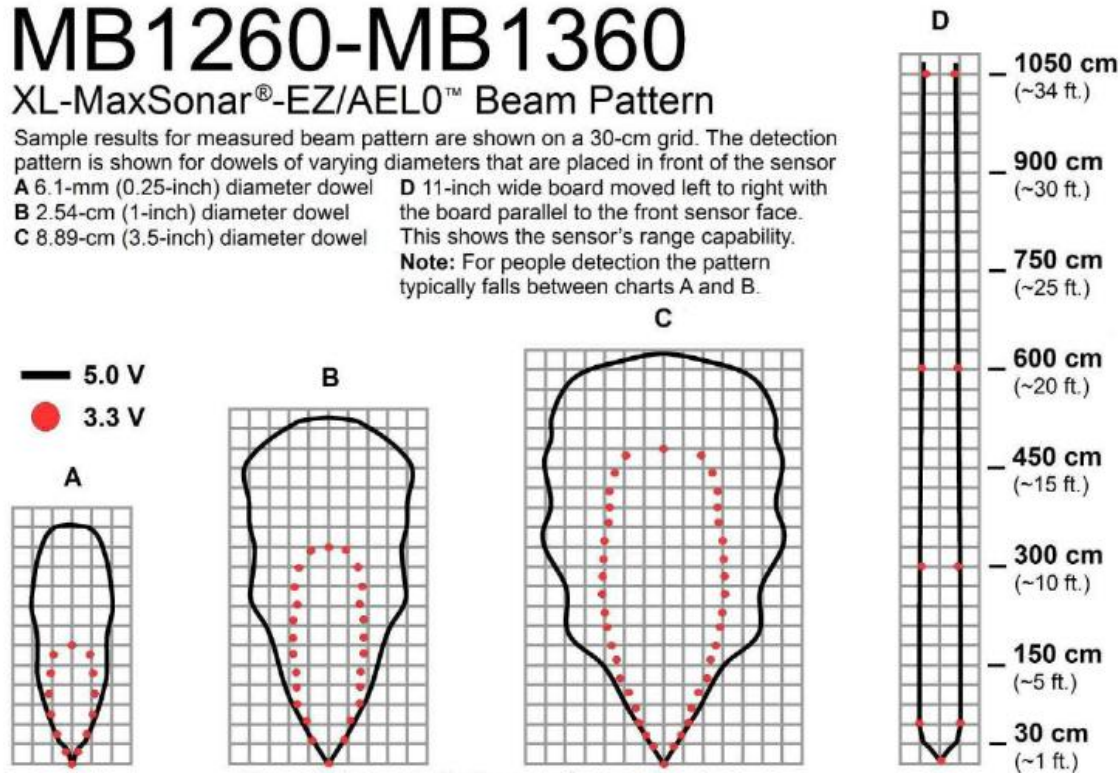 MB1260-MB1360
XL-MaxSonar®-EZ/AEL0™ Beam Pattern
Sample results for measured beam pattern are shown on a 30-cm grid. The detection
pattern is shown for dowels of varying diameters that are placed in front of the sensor
A 6.1-mm (0.25-inch) diameter dowel
B 2.54-cm (1-inch) diameter dowel
C 8.89-cm (3.5-inch) diameter dowel
D 11-inch wide board moved left to right with
the board parallel to the front sensor face.
This shows the sensor's range capability.
Note: For people detection the pattern
typically falls between charts A and B.
5.0 V
3.3 V
A
B
C
D
1050 cm
(~34 ft.)
900 cm
(~30 ft.)
750 cm
(~25 ft.)
600 cm
(~20 ft.)
450 cm
(~15 ft.)
300 cm
(~10 ft.)
150 cm
(~5 ft.)
30 cm
(~1 ft.)